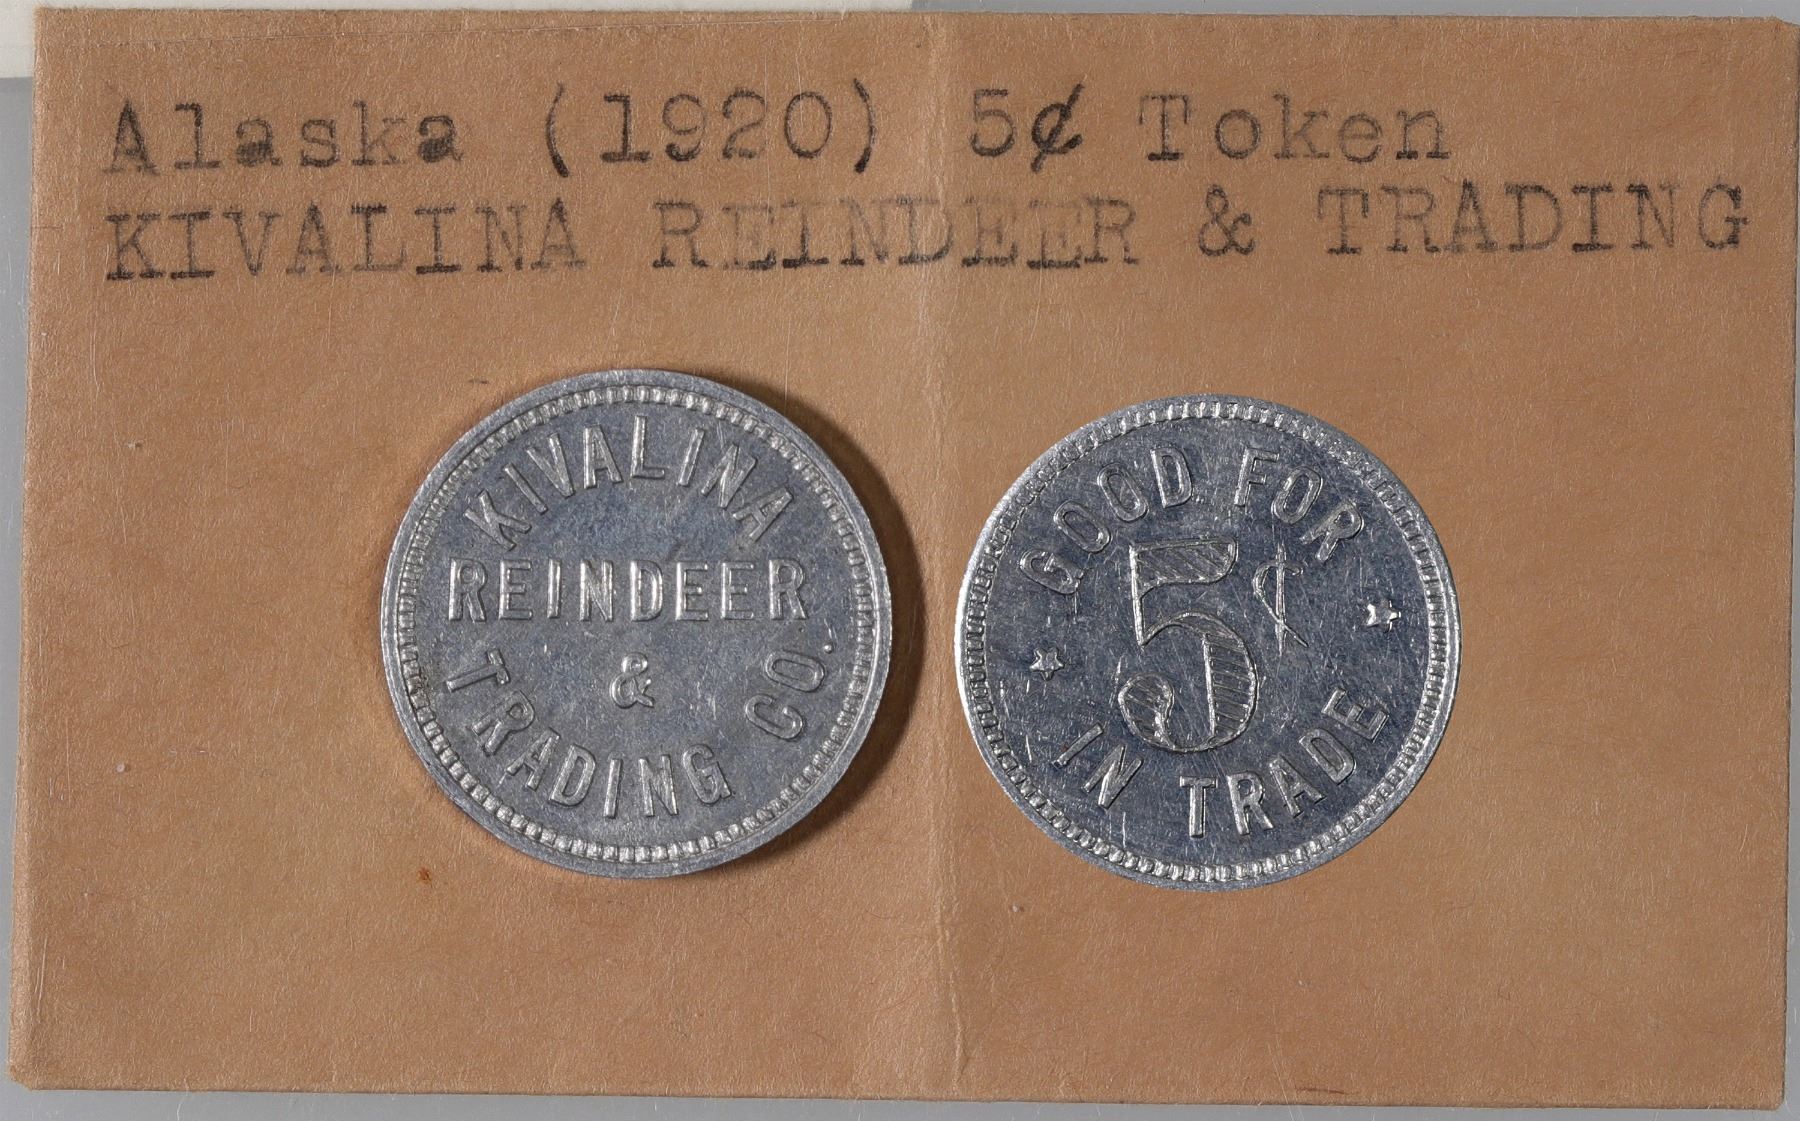 Alaska (1920) 5¢ Token
KIVALINA REINDEER & TRADING
KIVALINA
REINDEER
&
TRADING CO.
GOOD FOR
5¢
IN TRADE